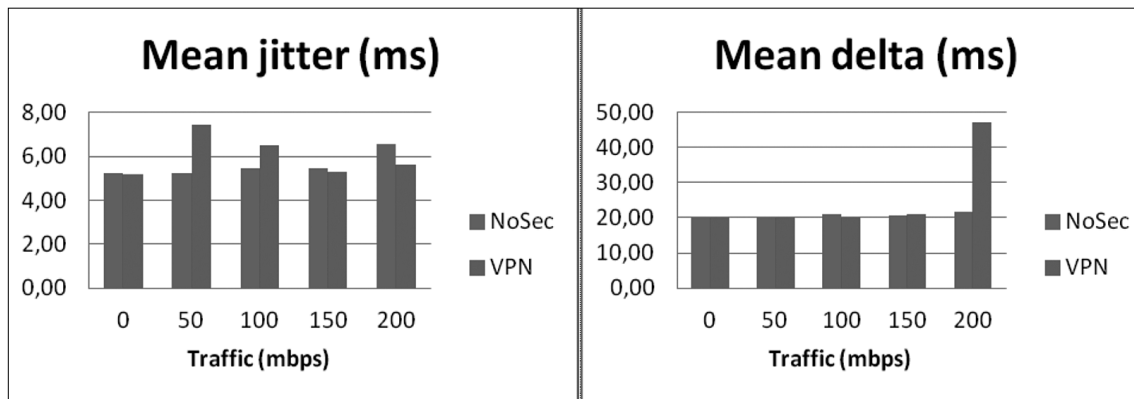 Mean jitter (ms)
8,00
6,00
4,00
2,00
0,00
0 50 100 150 200
Traffic (mbps)
NoSec
VPN
Mean delta (ms)
50,00
40,00
30,00
20,00
10,00
0,00
0 50 100 150 200
Traffic (mbps)
NoSec
VPN